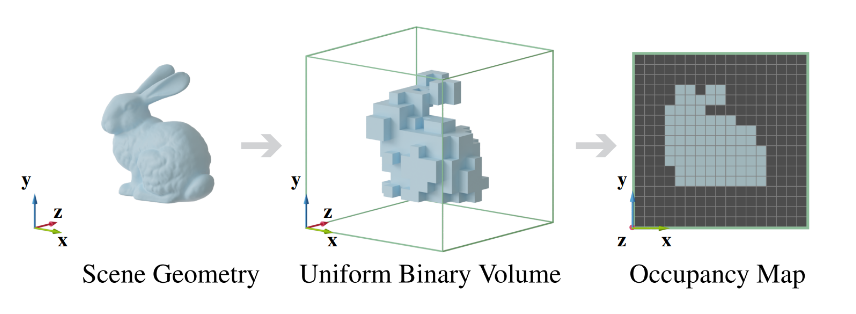 y
z
x
y
z
x
y
z
x
Scene Geometry
Uniform Binary Volume
Occupancy Map